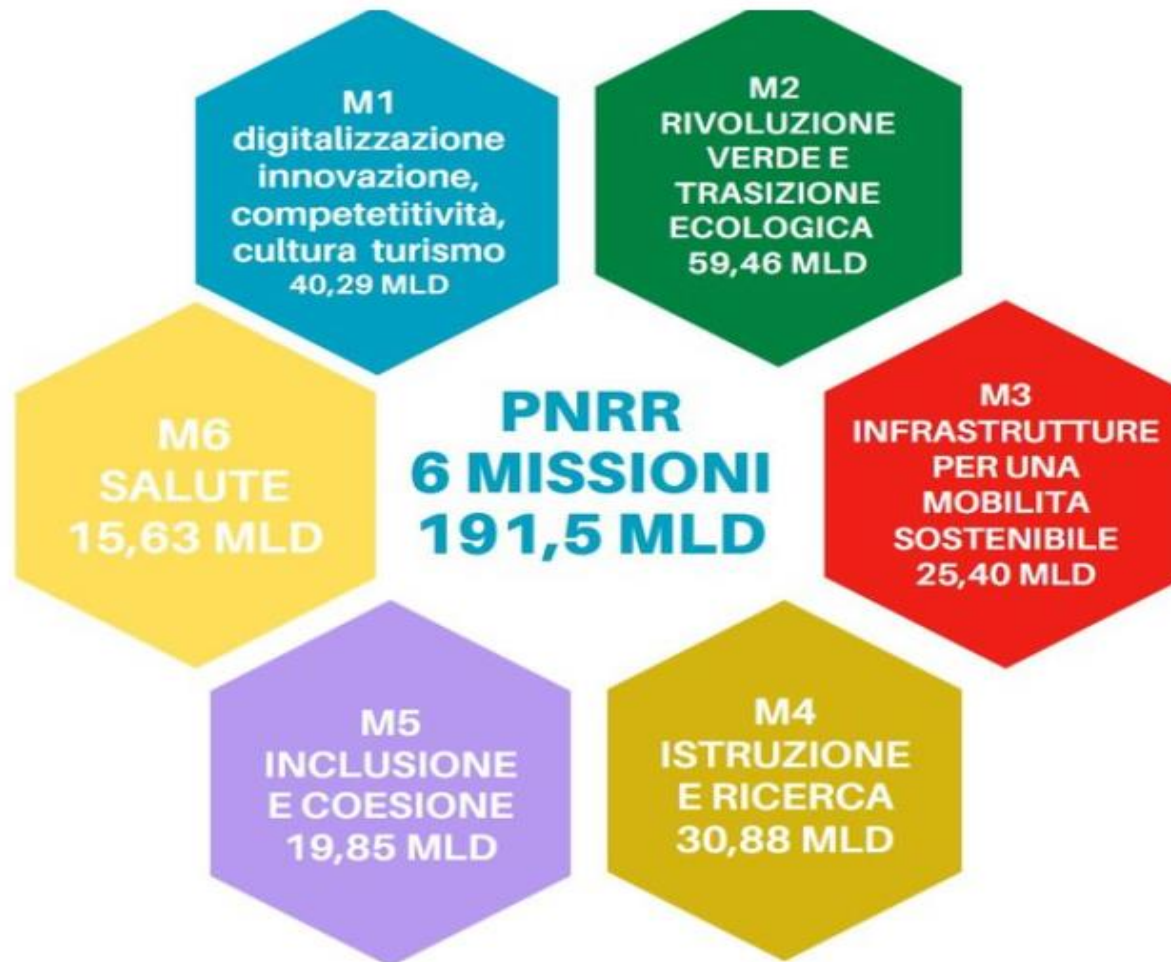 M1
digitalizzazione
innovazione,
competetitività,
cultura turismo
40,29 MLD
M2
RIVOLUZIONE
VERDE E
TRASIZIONE
ECOLOGICA
59,46 MLD
M6
SALUTE
15,63 MLD
PNRR
6 MISSIONI
191,5 MLD
M3
INFRASTRUTTURE
PER UNA
MOBILITA
SOSTENIBILE
25,40 MLD
M5
INCLUSIONE
E COESIONE
19,85 MLD
M4
ISTRUZIONE
E RICERCA
30,88 MLD